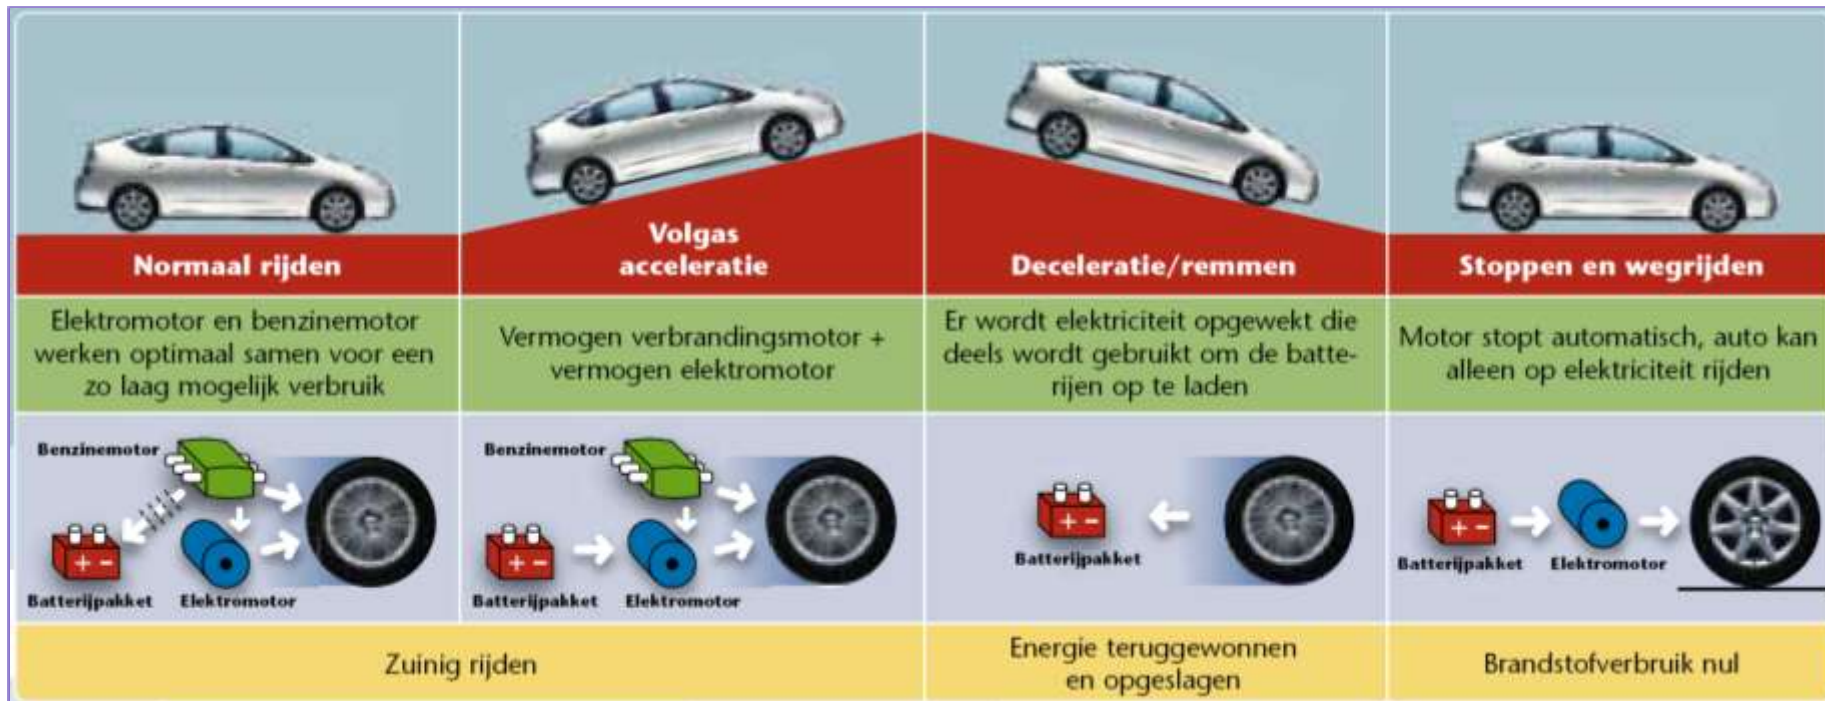 Normaal rijden
Volgas
acceleratie
Deceleratie/remmen
Stoppen en wegrijden
Elektromotor en benzinemotor
werken optimaal samen voor een
zo laag mogelijk verbruik
Vermogen verbrandingsmotor +
vermogen elektromotor
Er wordt elektriciteit opgewekt die
deels wordt gebruikt om de batte-
rijen op te laden
Motor stopt automatisch, auto kan
alleen op elektriciteit rijden
Benzinemotor
+ -
Batterijpakket
Elektromotor
Benzinemotor
+ -
Batterijpakket
Elektromotor
+ -
Batterijpakket
+ -
Batterijpakket
Elektromotor
Zuinig rijden
Energie teruggewonnen
en opgeslagen
Brandstofverbruik nul